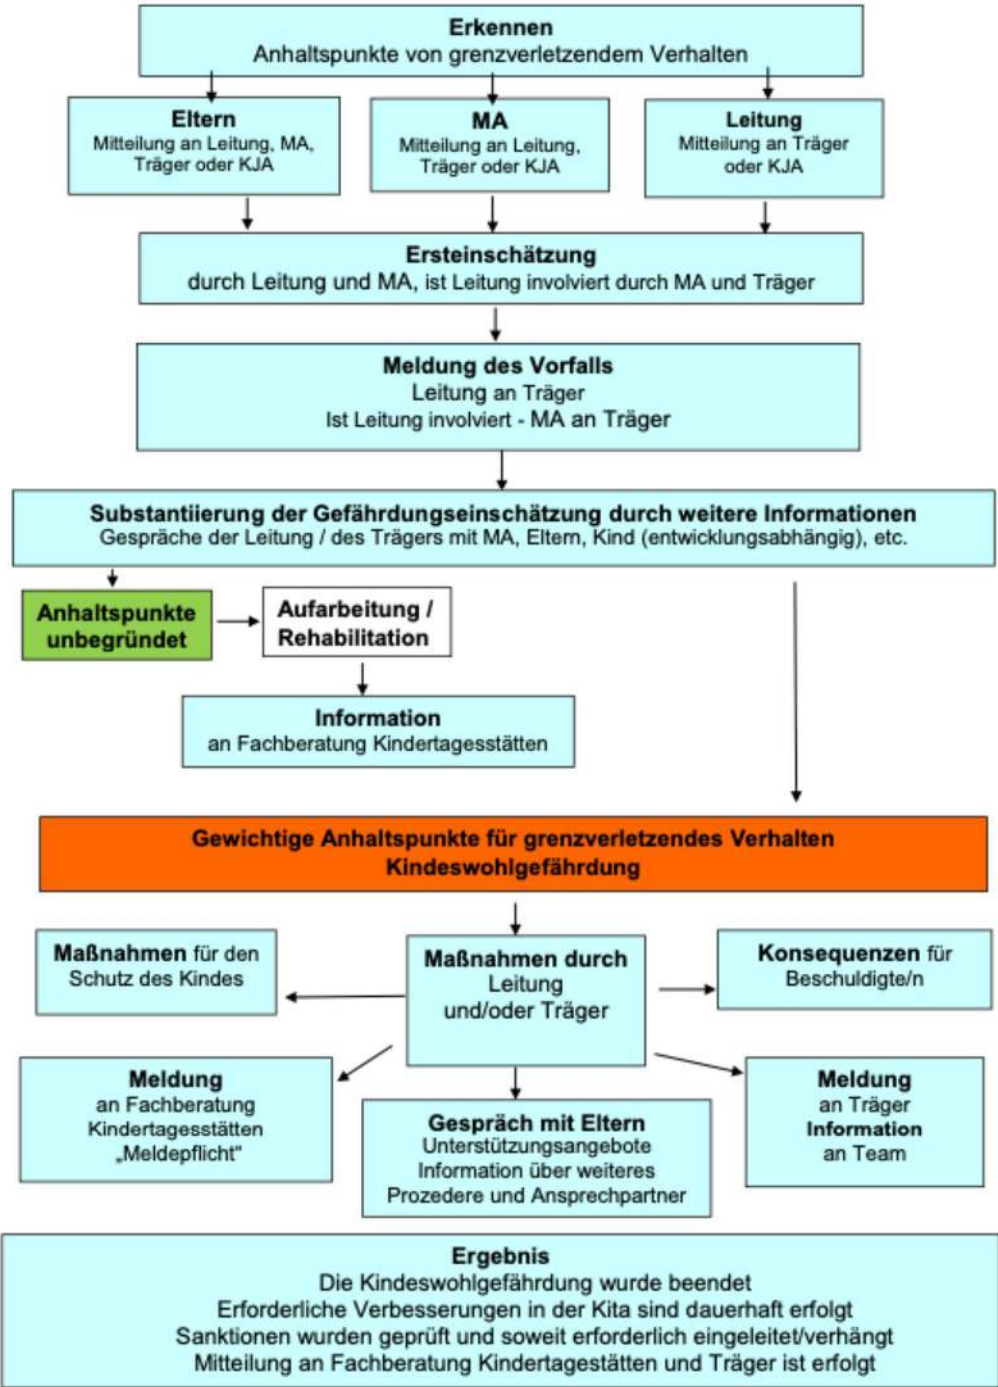 Erkennen
Anhaltspunkte von grenzverletzendem Verhalten
Eltern
Mitteilung an Leitung, MA,
Träger oder KJA
MA
Mitteilung an Leitung,
Träger oder KJA
Leitung
Mitteilung an Träger
oder KJA
Ersteinschätzung
durch Leitung und MA, ist Leitung involviert durch MA und Träger
Meldung des Vorfalls
Leitung an Träger
Ist Leitung involviert - MA an Träger
Substantiierung der Gefährdungseinschätzung durch weitere Informationen
Gespräche der Leitung / des Trägers mit MA, Eltern, Kind (entwicklungsabhängig), etc.
Anhaltspunkte
unbegründet
Aufarbeitung /
Rehabilitation
Information
an Fachberatung Kindertagesstätten
Gewichtige Anhaltspunkte für grenzverletzendes Verhalten
Kindeswohlgefährdung
Maßnahmen für den
Schutz des Kindes
Maßnahmen durch
Leitung
und/oder Träger
Konsequenzen für
Beschuldigte/n
Meldung
an Fachberatung
Kindertagesstätten
„Meldepflicht"
Gespräch mit Eltern
Unterstützungsangebote
Information über weiteres
Prozedere und Ansprechpartner
Meldung
an Träger
Information
an Team
Ergebnis
Die Kindeswohlgefährdung wurde beendet
Erforderliche Verbesserungen in der Kita sind dauerhaft erfolgt
Sanktionen wurden geprüft und soweit erforderlich eingeleitet/verhängt
Mitteilung an Fachberatung Kindertagestätten und Träger ist erfolgt